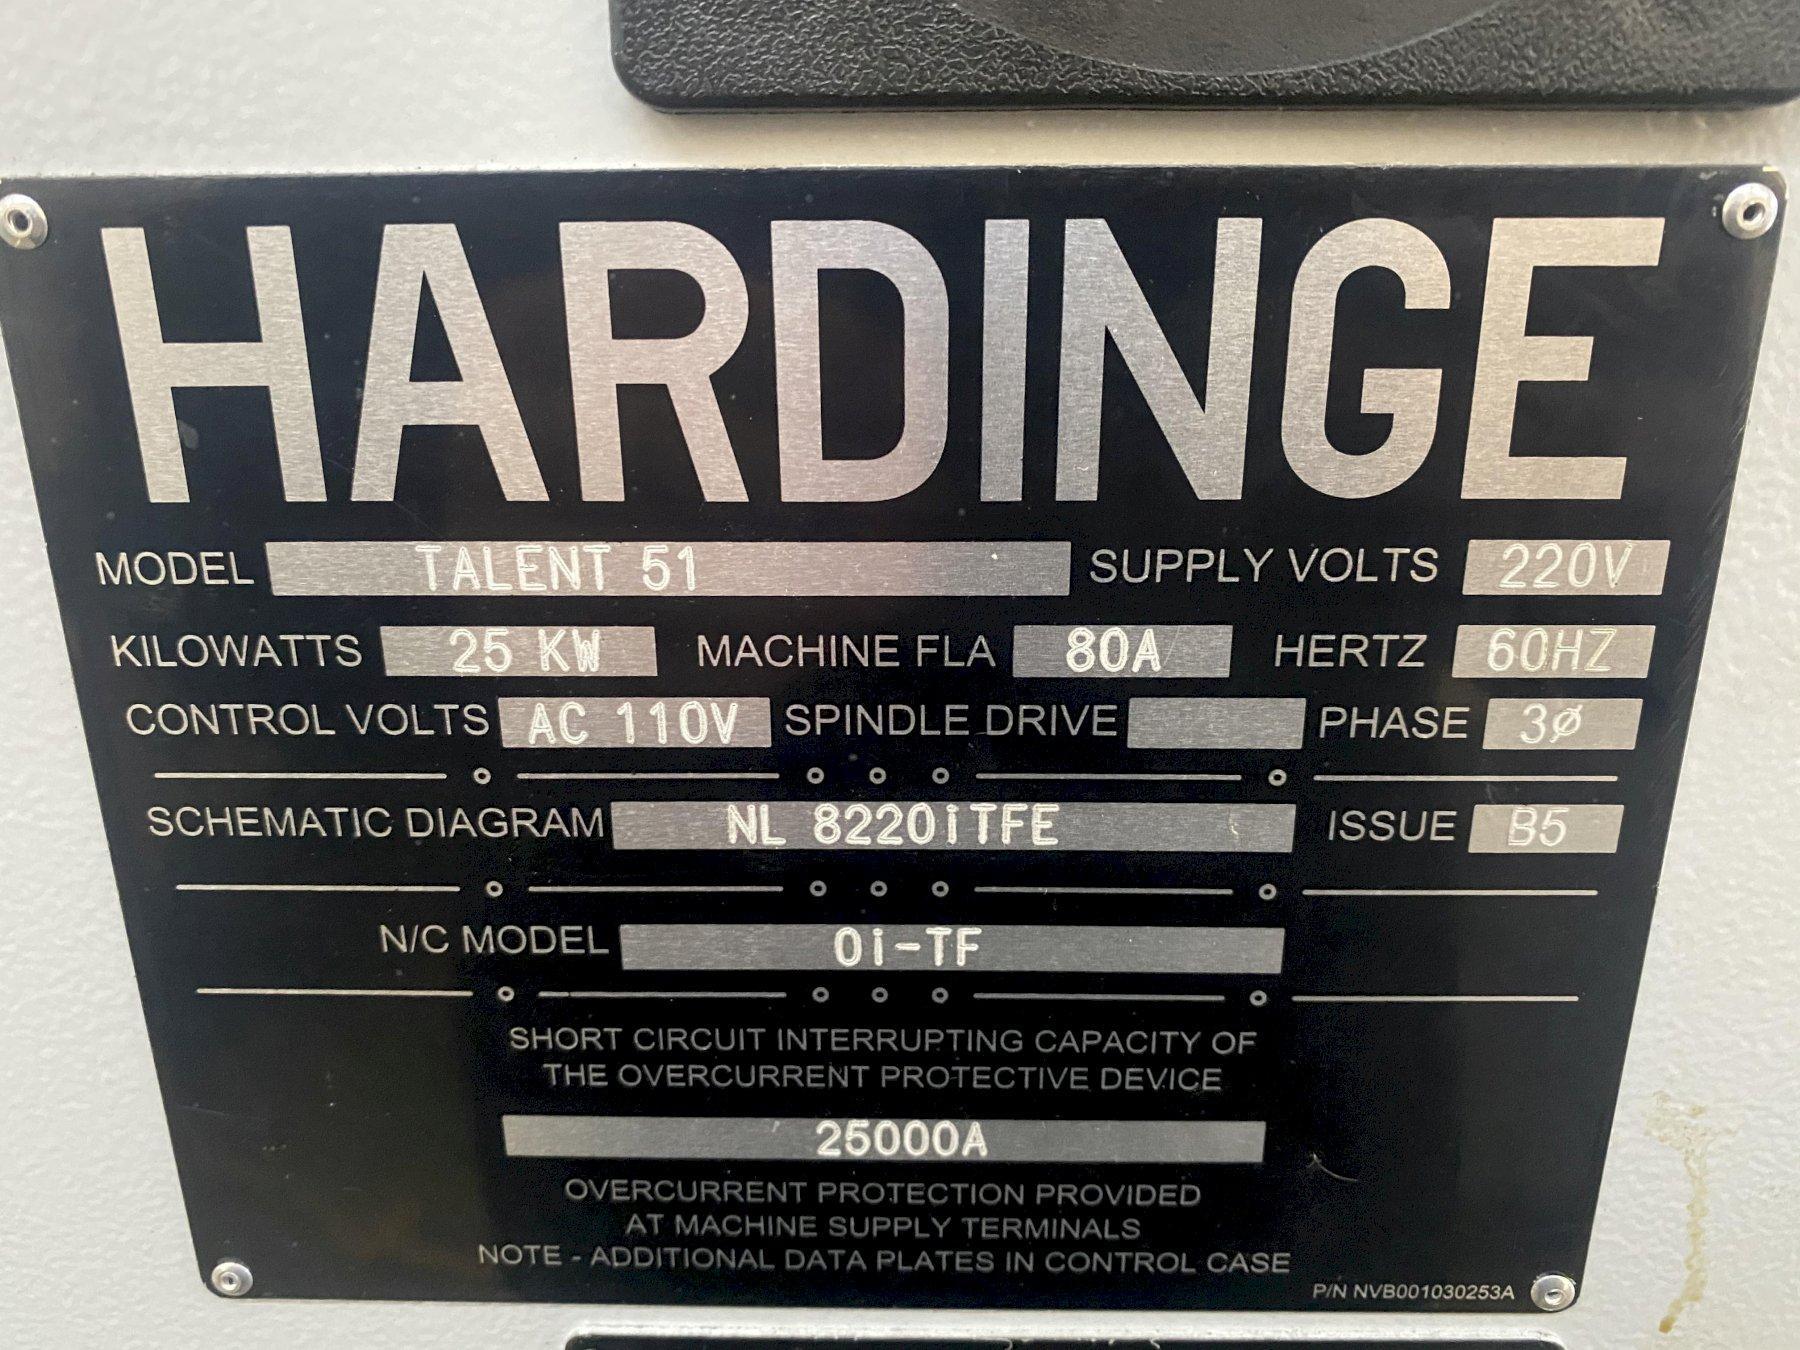 HARDINGE
MODEL TALENT 51 SUPPLY VOLTS 220V
KILOWATTS 25 KW MACHINE FLA 80A HERTZ 60HZ
CONTROL VOLTS AC 110V SPINDLE DRIVE PHASE 3Ø
SCHEMATIC DIAGRAM NL 8220iTFE ISSUE B5
N/C MODEL 0i-TF
SHORT CIRCUIT INTERRUPTING CAPACITY OF
THE OVERCURRENT PROTECTIVE DEVICE
25000A
OVERCURRENT PROTECTION PROVIDED
AT MACHINE SUPPLY TERMINALS
NOTE - ADDITIONAL DATA PLATES IN CONTROL CASE
P/N NVB001030253A